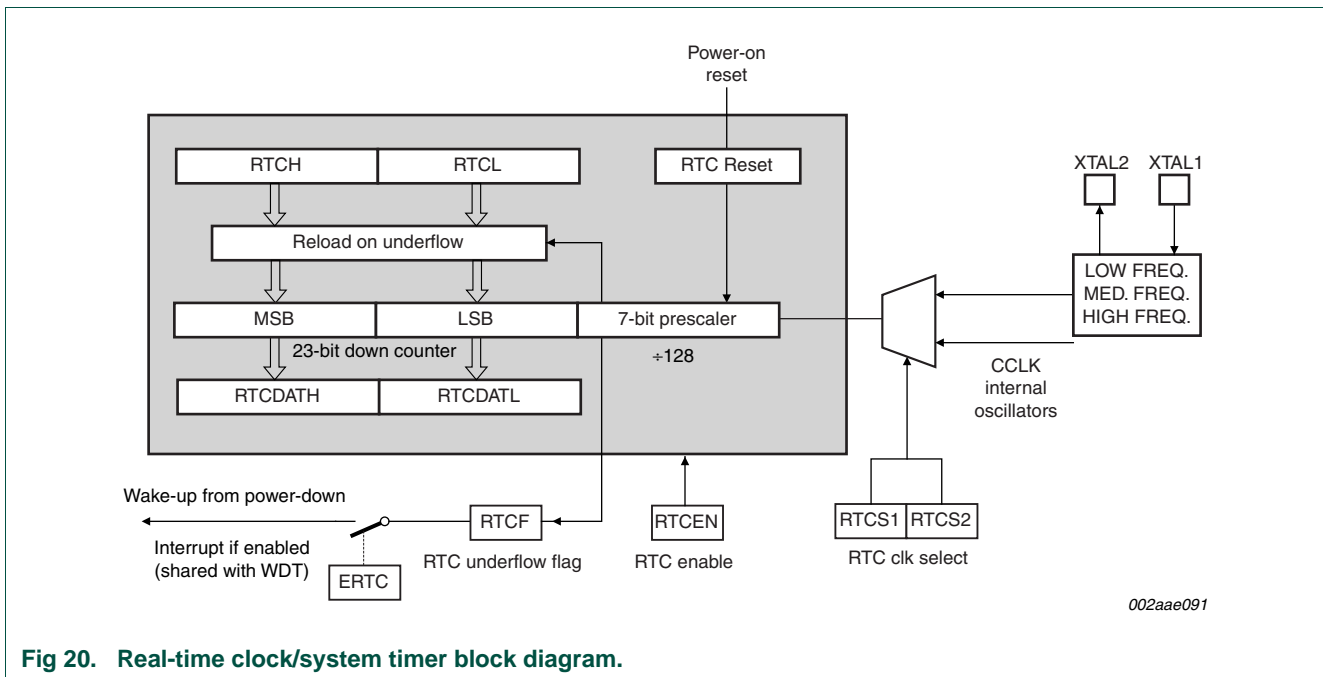 Power-on
reset
RTCH
RTCL
RTC Reset
XTAL2
XTAL1
Reload on underflow
LOW FREQ.
MED. FREQ.
HIGH FREQ.
MSB
LSB
7-bit prescaler
23-bit down counter
÷128
CCLK
internal
oscillators
RTCDATH
RTCDATL
Wake-up from power-down
RTCF
RTCEN
RTCS1
RTCS2
Interrupt if enabled
(shared with WDT)
RTC underflow flag
RTC enable
RTC clk select
ERTC
002aae091
Fig 20. Real-time clock/system timer block diagram.